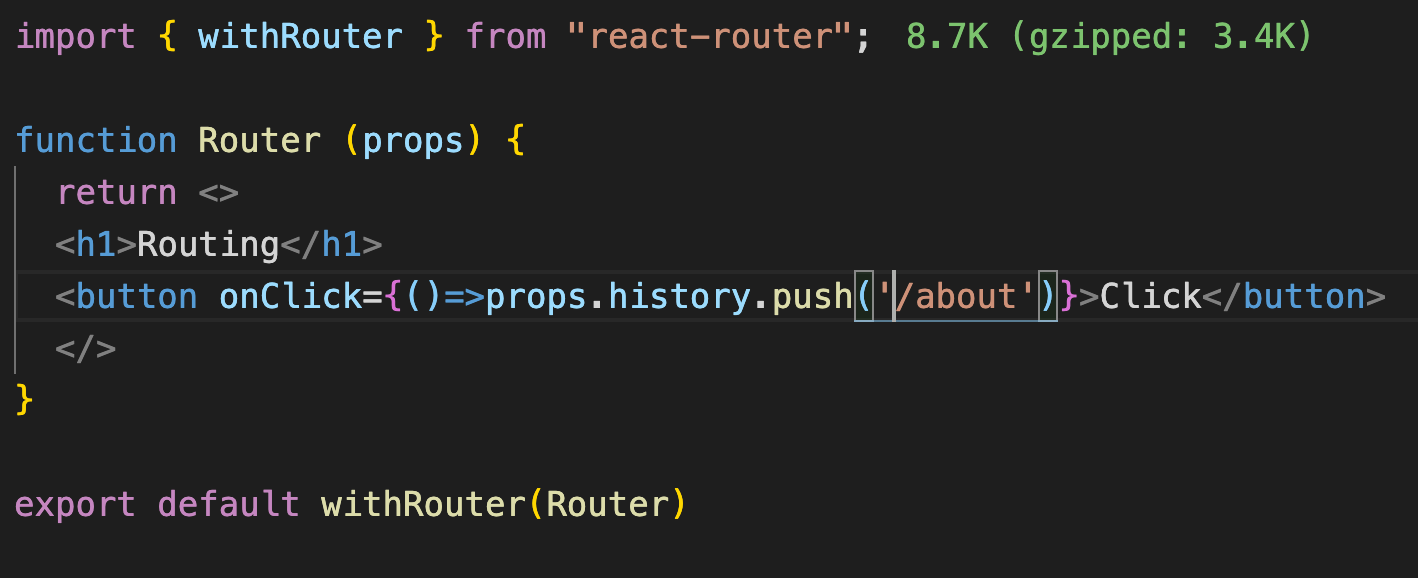 import { withRouter } from "react-router"; 8.7K (gzipped: 3.4K)
function Router (props) {
return <>
<h1>Routing</h1>
<button onClick={()=>props.history.push('/about')}>Click</button>
</>
}
export default withRouter(Router)